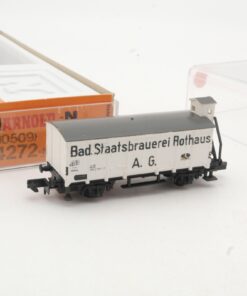 ARNOLD-N
0509)
4272-
Bad. Staatsbrauerei Rothaus
A. G.